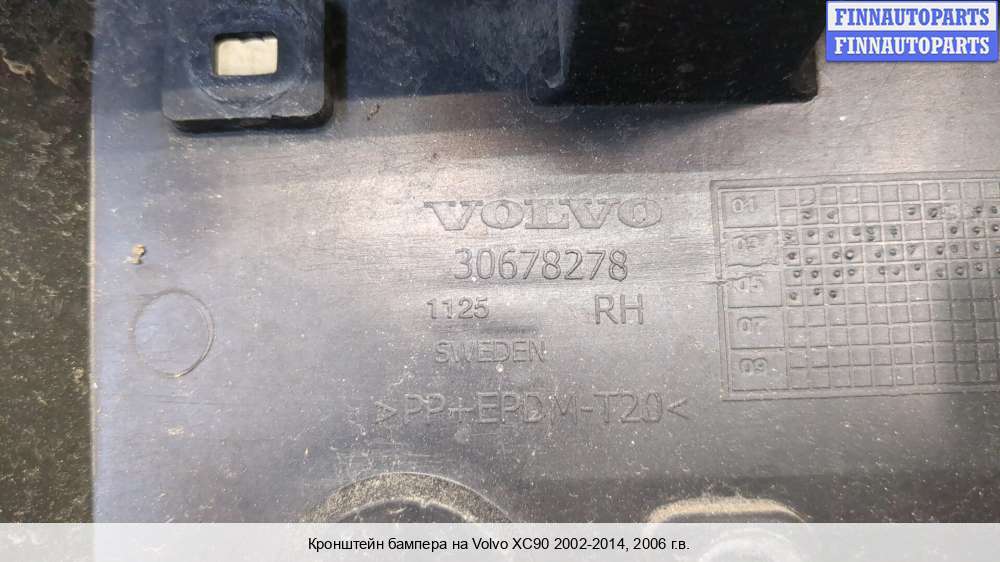 FINNAUTOPARTS
FINNAUTOPARTS
VOLVO
30678278
1125 RH
SWEDEN
>PP+EPDM-T20<
01
03
05
07
09
Кронштейн бампера на Volvo XC90 2002-2014, 2006 г.в.